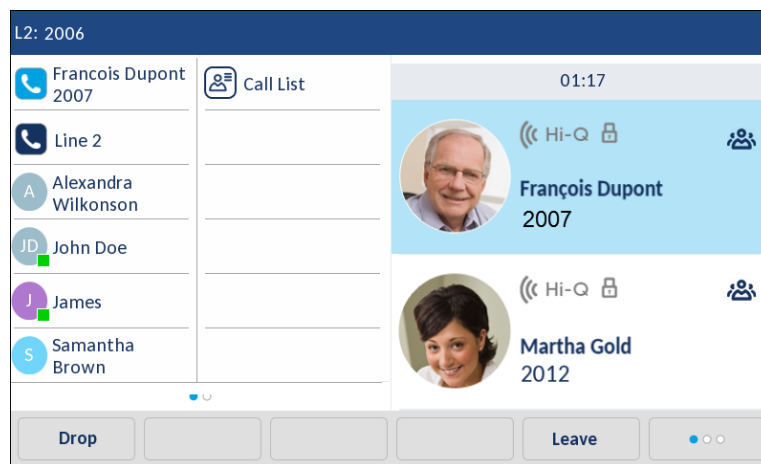 L2: 2006
Francois Dupont
2007
Call List
Line 2
A
Alexandra
Wilkonson
JD
John Doe
J
James
S
Samantha
Brown
01:17
Hi-Q
François Dupont
2007
Hi-Q
Martha Gold
2012
Drop
Leave